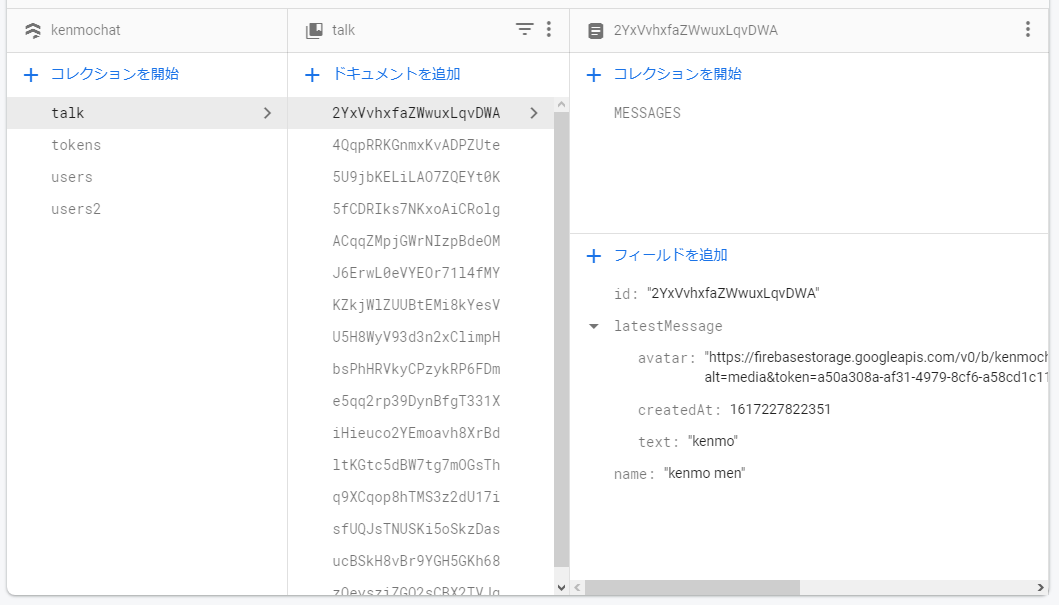 kenmochat
talk
2YxVvhxfaZWwuxLqvDWA
コレクションを開始
ドキュメントを追加
コレクションを開始
talk
tokens
users
users2
2YxVvhxfaZWwuxLqvDWA
4QqpRRKGnmxKvADPZUte
5U9jbKELiLAO7ZQEYt0K
5fCDRIks7NKxoAiCRolg
ACqqZMpjGWrNIzpBdeOM
J6ErwL0eVYEOr71l4fMY
KZkjWlZUUBtEMi8kYesV
U5H8WyV93d3n2xClimpH
bsPhHRVkyCPzykRP6FDm
e5qq2rp39DynBfgT331X
iHieuco2YEmoavh8XrBd
ltKGtc5dBW7tg7mOGsTh
q9XCqop8hTMS3z2dU17i
sfUQJsTNUSKi5oSkzDas
ucBSkH8vBr9YGH5GKh68
MESSAGES
フィールドを追加
id: "2YxVvhxfaZWwuxLqvDWA"
latestMessage
avatar: "https://firebasestorage.googleapis.com/v0/b/kenmoch
alt=media&token=a50a308a-af31-4979-8cf6-a58cd1c11
createdAt: 1617227822351
text: "kenmo"
name: "kenmo men"